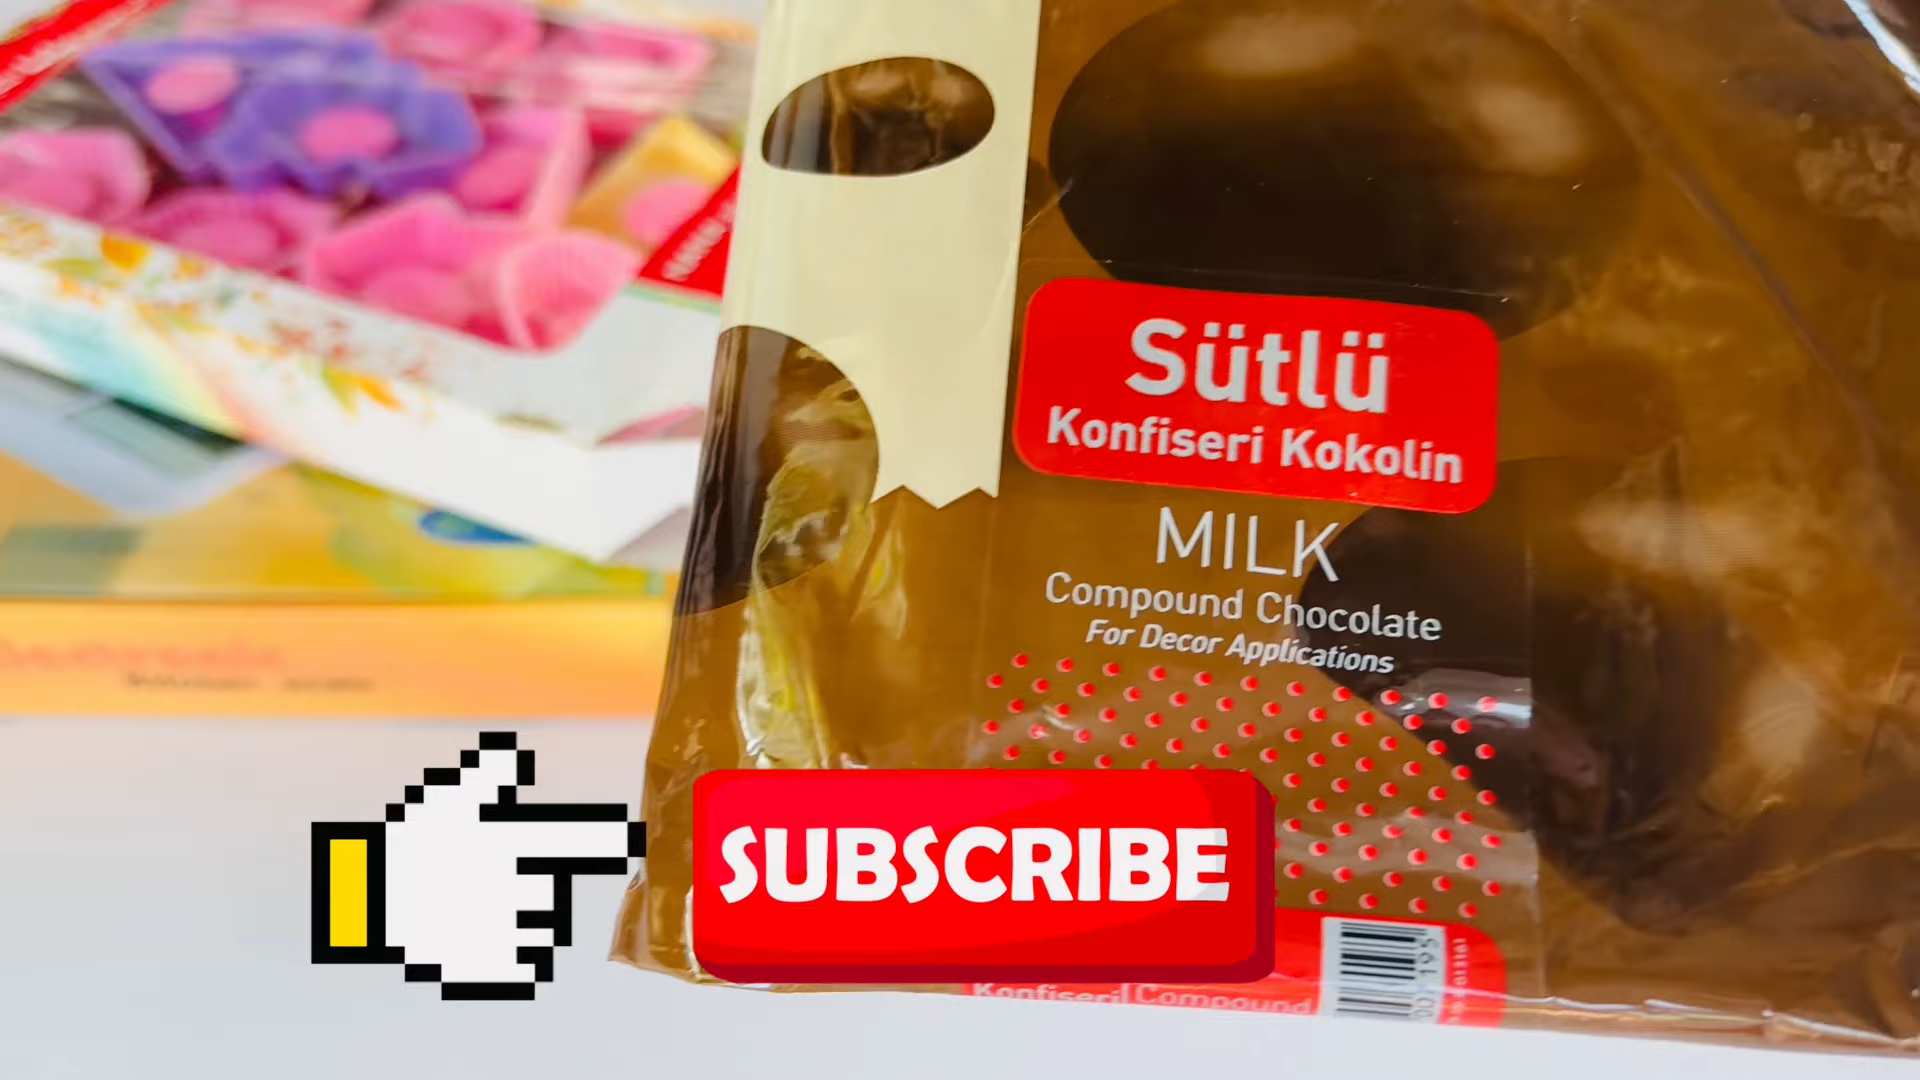 Sütlü
Konfiseri Kokolin
MILK
Compound Chocolate
For Decor Applications
SUBSCRIBE
Konfiseri Compound